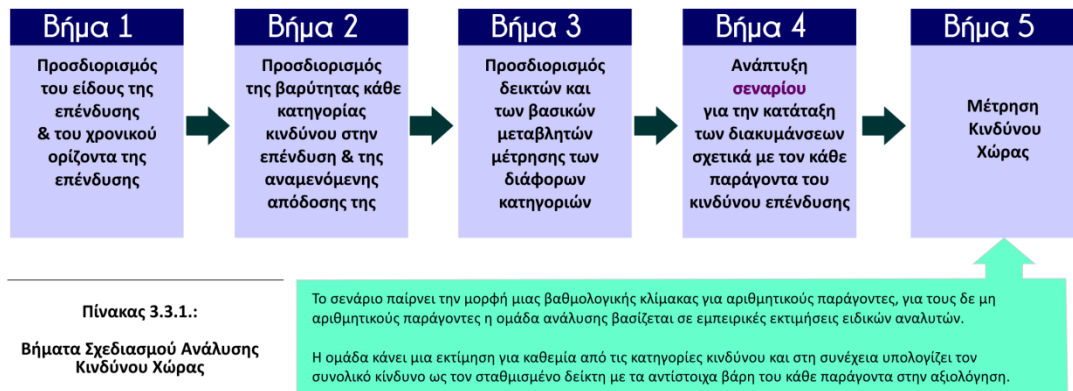 Βήμα 1
Προσδιορισμός
του είδους της
επένδυσης
& του χρονικού
ορίζοντα της
επένδυσης
Βήμα 2
Προσδιορισμός
της βαρύτητας κάθε
κατηγορίας
κινδύνου στην
επένδυση & της
αναμενόμενης
απόδοσης της
Βήμα 3
Προσδιορισμός
δεικτών και
των βασικών
μεταβλητών
μέτρησης των
διάφορων
κατηγοριών
Βήμα 4
Ανάπτυξη
σεναρίου
για την κατάταξη
των διακυμάνσεων
σχετικά με τον κάθε
παράγοντα του
κινδύνου επένδυσης
Βήμα 5
Μέτρηση
Κινδύνου
Χώρας
Πίνακας 3.3.1.:
Βήματα Σχεδιασμού Ανάλυσης
Κινδύνου Χώρας
Το σενάριο παίρνει την μορφή μιας βαθμολογικής κλίμακας για αριθμητικούς παράγοντες, για τους δε μη
αριθμητικούς παράγοντες η ομάδα ανάλυσης βασίζεται σε εμπειρικές εκτιμήσεις ειδικών αναλυτών.
Η ομάδα κάνει μια εκτίμηση για καθεμία από τις κατηγορίες κινδύνου και στη συνέχεια υπολογίζει τον
συνολικό κίνδυνο ως τον σταθμισμένο δείκτη με τα αντίστοιχα βάρη του κάθε παράγοντα στην αξιολόγηση.